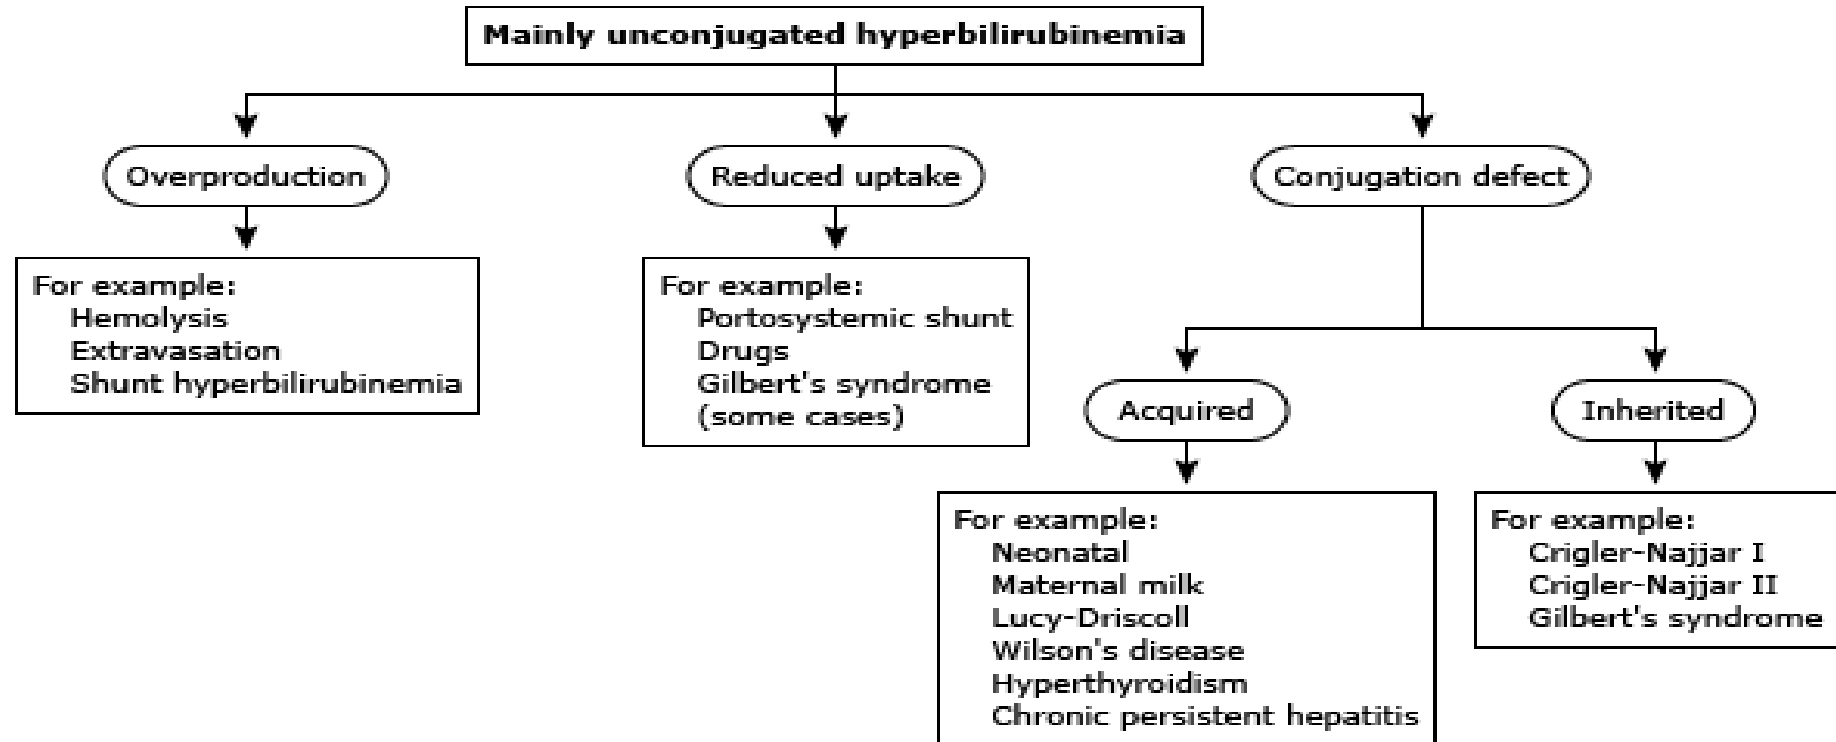 Mainly unconjugated hyperbilirubinemia
Overproduction
Reduced uptake
Conjugation defect
For example:
Hemolysis
Extravasation
Shunt hyperbilirubinemia
For example:
Portosystemic shunt
Drugs
Gilbert's syndrome
(some cases)
Acquired
Inherited
For example:
Neonatal
Maternal milk
Lucy-Driscoll
Wilson's disease
Hyperthyroidism
Chronic persistent hepatitis
For example:
Crigler-Najjar I
Crigler-Najjar II
Gilbert's syndrome